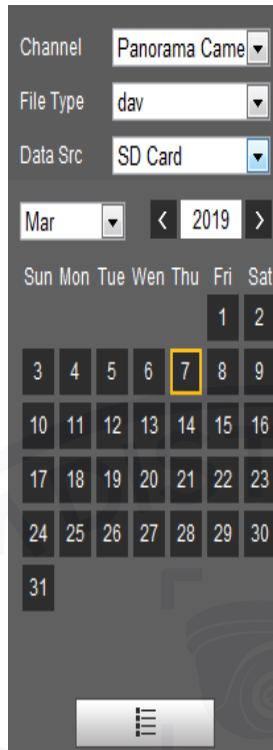 Channel Panorama Came
File Type dav
Data Src SD Card
Mar 2019
Sun Mon Tue Wen Thu Fri Sat
1 2
3 4 5 6 7 8 9
10 11 12 13 14 15 16
17 18 19 20 21 22 23
24 25 26 27 28 29 30
31